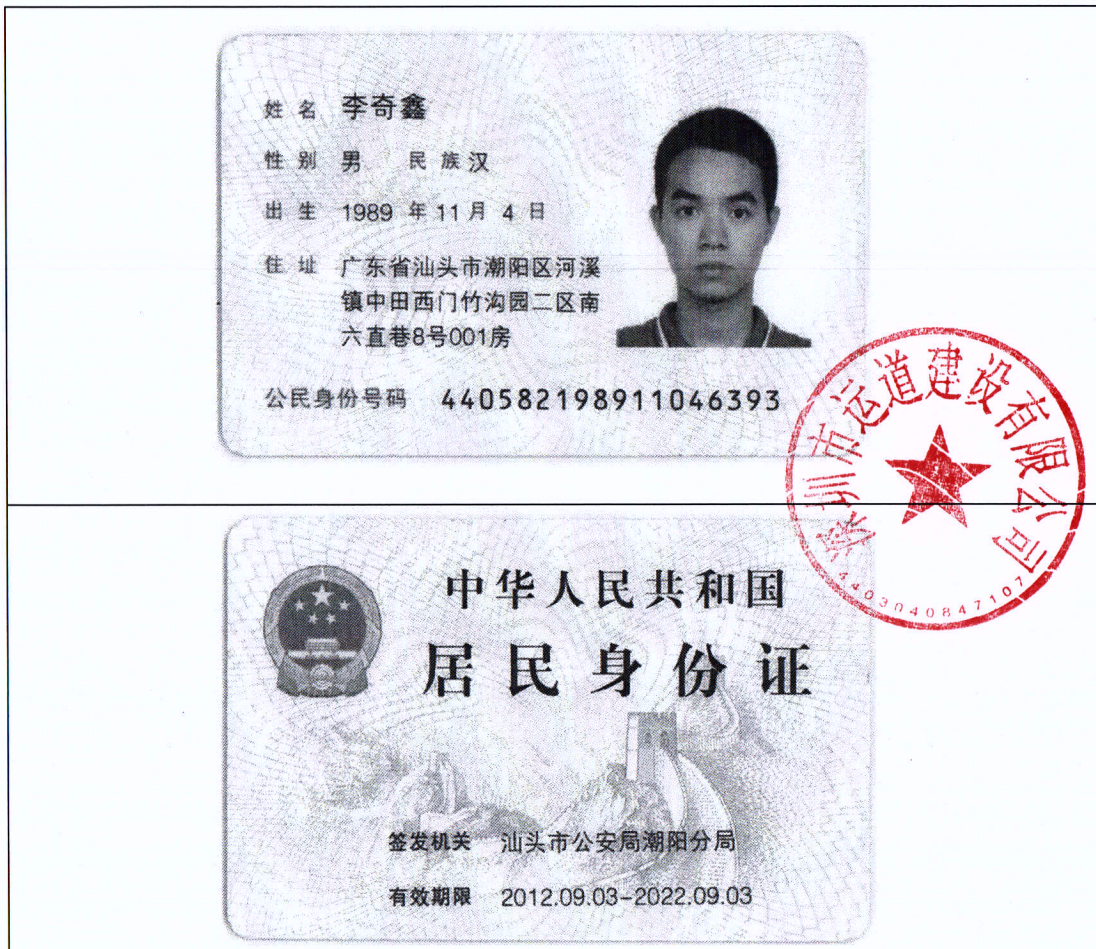 姓名 李奇鑫
性别 男 民族 汉
出生 1989 年 11 月 4 日
住址 广东省汕头市潮阳区河溪
镇中田西门竹沟园二区南
六直巷8号001房
公民身份号码 440582198911046393
深圳市运道建设有限公司
4403040847107
中华人民共和国
居民身份证
签发机关 汕头市公安局潮阳分局
有效期限 2012.09.03-2022.09.03